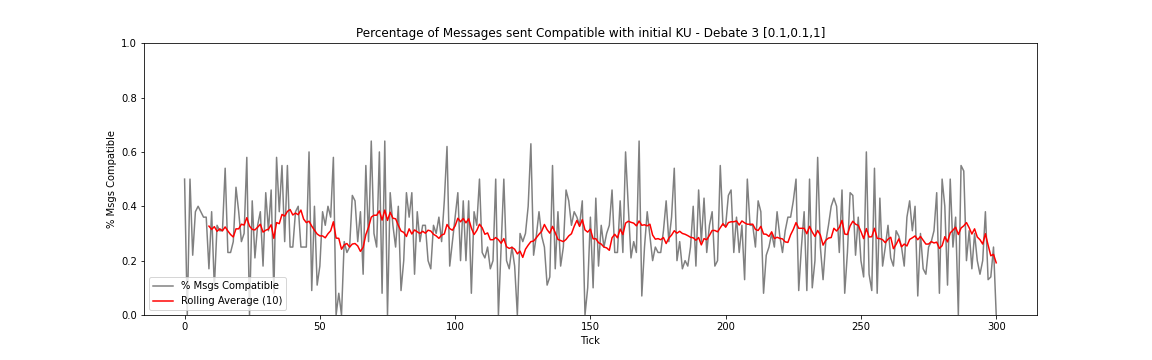 Percentage of Messages sent Compatible with initial KU - Debate 3 [0.1,0.1,1]
% Msgs Compatible
1.0
0.8
0.6
0.4
0.2
0.0
% Msgs Compatible
Rolling Average (10)
0 50 100 150 200 250 300
Tick